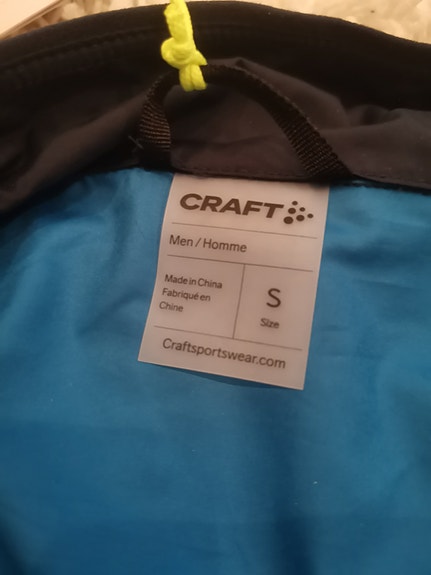 CRAFT
Men / Homme
Made in China
Fabriqué en
Chine
S
Size
Craftsportswear.com